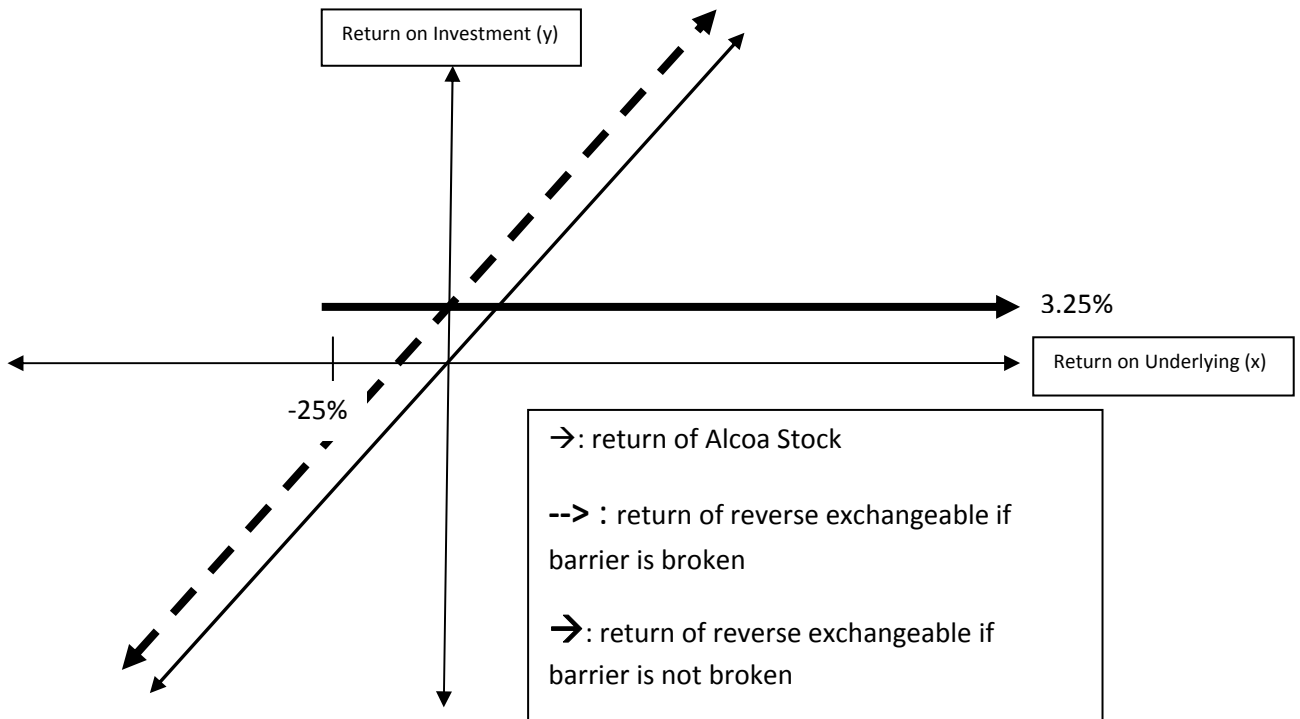 Return on Investment (y)
3.25%
Return on Underlying (x)
-25%
→: return of Alcoa Stock
--> : return of reverse exchangeable if
barrier is broken
→: return of reverse exchangeable if
barrier is not broken